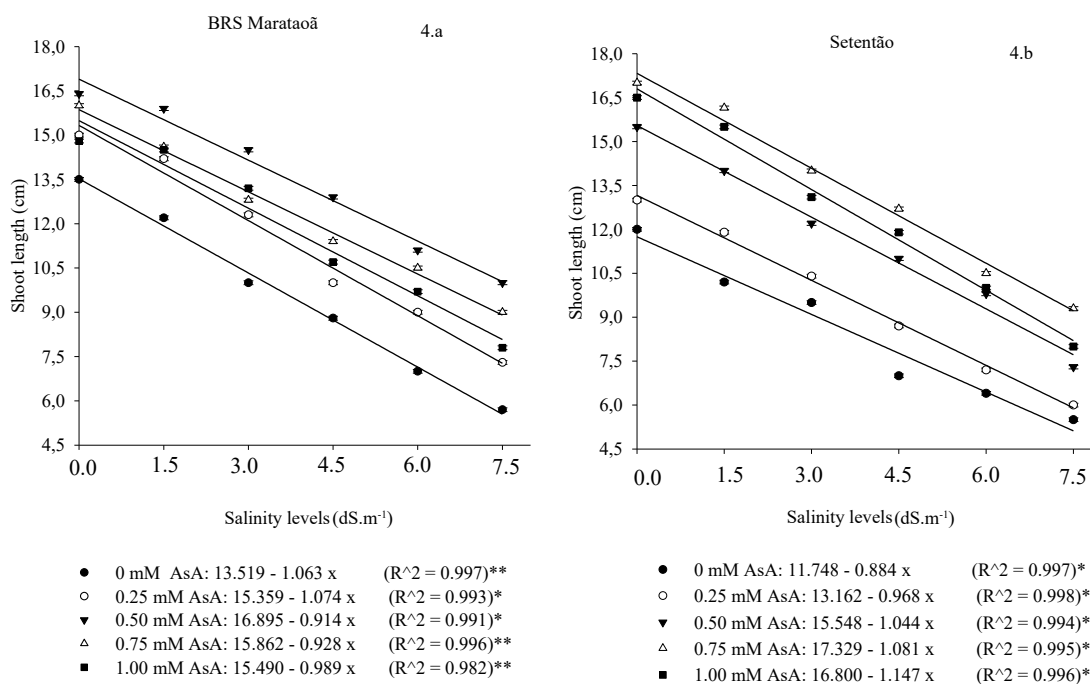 BRS Marataoã
4.a
18,0
16,5
15,0
13,5
12,0
10,5
9,0
7,5
6,0
4,5
Shoot length (cm)
0.0 1.5 3.0 4.5 6.0 7.5
Salinity levels (dS.m⁻¹)
0 mM AsA: 13.519 - 1.063 x (R^2 = 0.997)**
0.25 mM AsA: 15.359 - 1.074 x (R^2 = 0.993)*
0.50 mM AsA: 16.895 - 0.914 x (R^2 = 0.991)*
0.75 mM AsA: 15.862 - 0.928 x (R^2 = 0.996)**
1.00 mM AsA: 15.490 - 0.989 x (R^2 = 0.982)**
Setentão
4.b
18,0
16,5
15,0
13,5
12,0
10,5
9,0
7,5
6,0
4,5
Shoot length (cm)
0.0 1.5 3.0 4.5 6.0 7.5
Salinity levels (dS.m⁻¹)
0 mM AsA: 11.748 - 0.884 x (R^2 = 0.997)*
0.25 mM AsA: 13.162 - 0.968 x (R^2 = 0.998)*
0.50 mM AsA: 15.548 - 1.044 x (R^2 = 0.994)*
0.75 mM AsA: 17.329 - 1.081 x (R^2 = 0.995)*
1.00 mM AsA: 16.800 - 1.147 x (R^2 = 0.996)*